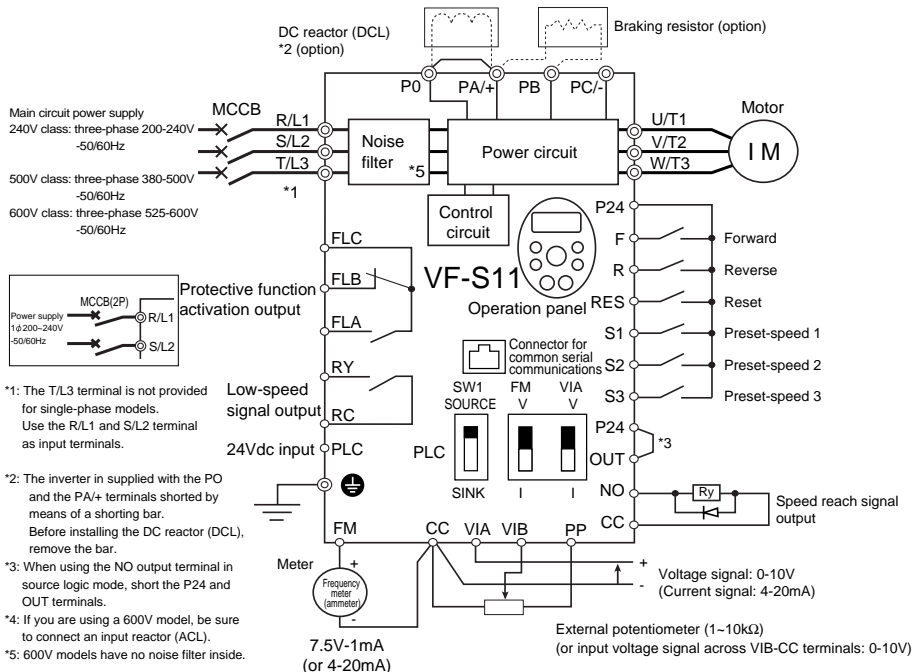 DC reactor (DCL)
*2 (option)
Braking resistor (option)
P0
PA/+
PB
PC/-
Main circuit power supply
240V class: three-phase 200-240V
-50/60Hz
500V class: three-phase 380-500V
-50/60Hz
600V class: three-phase 525-600V
-50/60Hz
MCCB
R/L1
S/L2
T/L3
*1
Noise
filter
*5
Power circuit
Control
circuit
U/T1
V/T2
W/T3
Motor
I M
FLC
FLB
FLA
Protective function
activation output
VF-S11
Operation panel
P24
F
Forward
R
Reverse
RES
Reset
S1
Preset-speed 1
S2
Preset-speed 2
S3
Preset-speed 3
P24
OUT
*3
MCCB(2P)
Power supply
1ϕ200~240V
-50/60Hz
R/L1
S/L2
Connector for
common serial
communications
RY
RC
Low-speed
signal output
24Vdc input
PLC
SW1
SOURCE
PLC
SINK
FM
V
I
VIA
V
I
NO
CC
Ry
Speed reach signal
output
FM
CC
VIA
VIB
PP
Meter
+
Frequency
meter
(ammeter)
-
7.5V-1mA
(or 4-20mA)
+
-
Voltage signal: 0-10V
(Current signal: 4-20mA)
External potentiometer (1~10kΩ)
(or input voltage signal across VIB-CC terminals: 0-10V)
*1: The T/L3 terminal is not provided
for single-phase models.
Use the R/L1 and S/L2 terminal
as input terminals.
*2: The inverter in supplied with the PO
and the PA/+ terminals shorted by
means of a shorting bar.
Before installing the DC reactor (DCL),
remove the bar.
*3: When using the NO output terminal in
source logic mode, short the P24 and
OUT terminals.
*4: If you are using a 600V model, be sure
to connect an input reactor (ACL).
*5: 600V models have no noise filter inside.